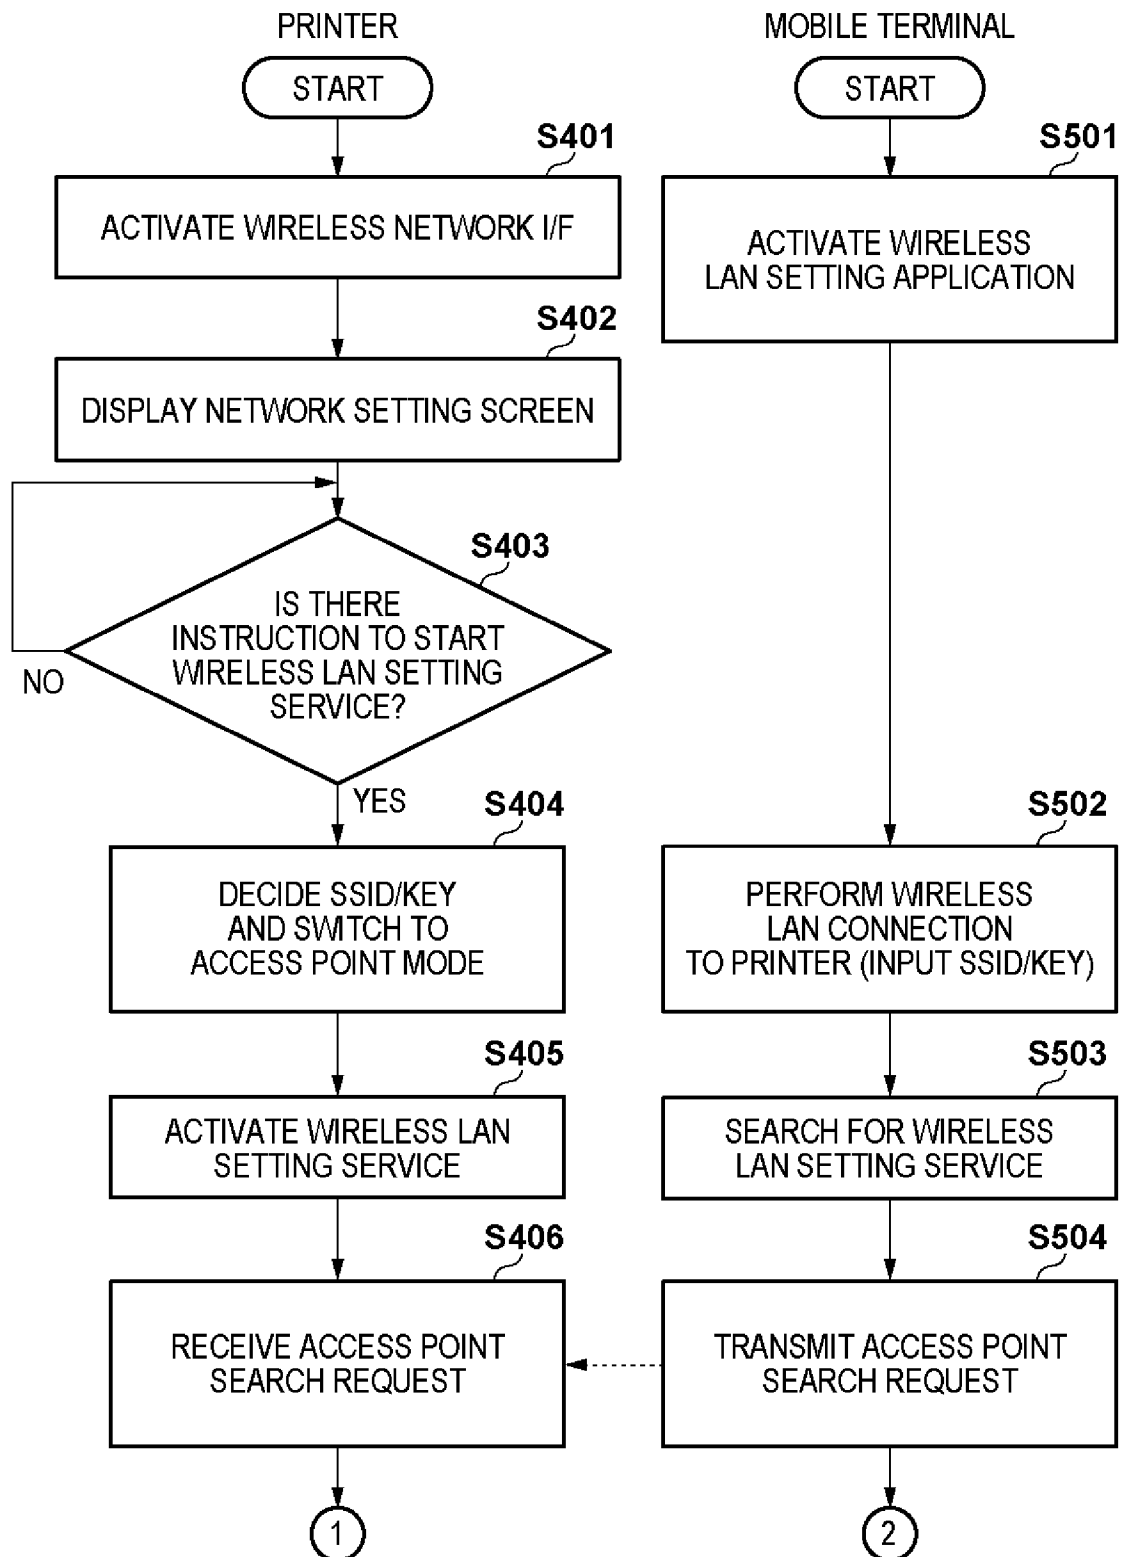 PRINTER
START
S401
ACTIVATE WIRELESS NETWORK I/F
S402
DISPLAY NETWORK SETTING SCREEN
S403
IS THERE
INSTRUCTION TO START
WIRELESS LAN SETTING
SERVICE?
NO
YES
S404
DECIDE SSID/KEY
AND SWITCH TO
ACCESS POINT MODE
S405
ACTIVATE WIRELESS LAN
SETTING SERVICE
S406
RECEIVE ACCESS POINT
SEARCH REQUEST
1
MOBILE TERMINAL
START
S501
ACTIVATE WIRELESS
LAN SETTING APPLICATION
S502
PERFORM WIRELESS
LAN CONNECTION
TO PRINTER (INPUT SSID/KEY)
S503
SEARCH FOR WIRELESS
LAN SETTING SERVICE
S504
TRANSMIT ACCESS POINT
SEARCH REQUEST
2